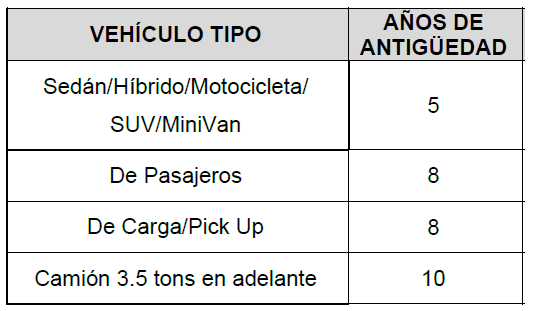 VEHÍCULO TIPO
AÑOS DE
ANTIGÜEDAD
Sedán/Híbrido/Motocicleta/
SUV/MiniVan
5
De Pasajeros
8
De Carga/Pick Up
8
Camión 3.5 tons en adelante
10